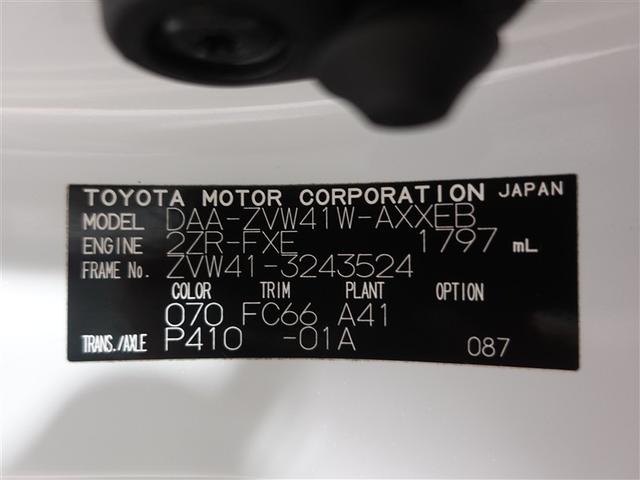 TOYOTA MOTOR CORPORATION JAPAN
MODEL DAA-ZVW41W-AXXEB
ENGINE 2ZR-FXE 1797 mL
FRAME No. ZVW41-3243524
COLOR TRIM PLANT OPTION
070 FC66 A41
TRANS./AXLE P410 -01A 087